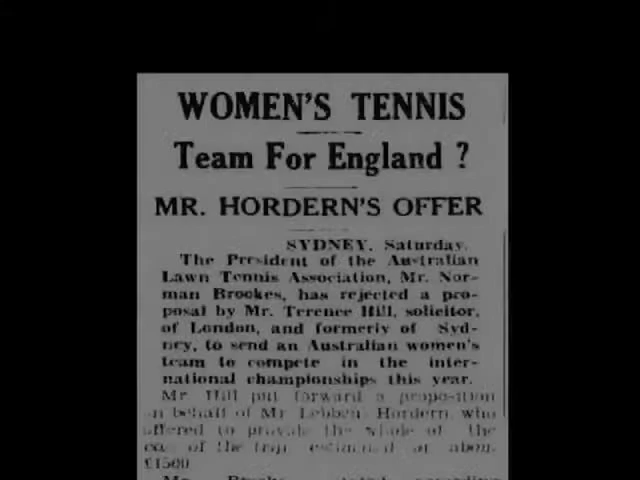 WOMEN'S TENNIS
Team For England ?
MR. HORDERN'S OFFER
SYDNEY, Saturday.
The President of the Australian
Lawn Tennis Association, Mr. Nor-
man Brookes, has rejected a pro-
posal by Mr. Terence Hill, solicitor,
of London, and formerly of Syd-
ney, to send an Australian women's
team to compete in the inter-
national championships this year.
Mr. Hill put forward a proposition
on behalf of Mr. Hordern, who
offered to provide the whole of the
of the trip, estimated at about
£1500